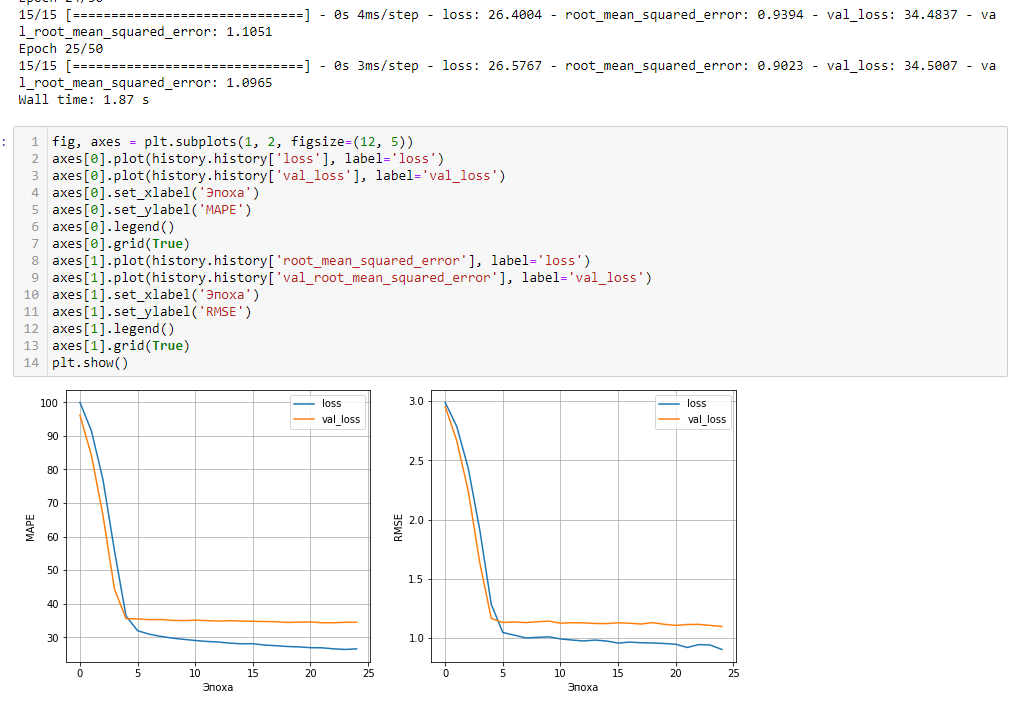 15/15 [==============================] - 0s 4ms/step - loss: 26.4004 - root_mean_squared_error: 0.9394 - val_loss: 34.4837 - va
l_root_mean_squared_error: 1.1051
Epoch 25/50
15/15 [==============================] - 0s 3ms/step - loss: 26.5767 - root_mean_squared_error: 0.9023 - val_loss: 34.5007 - va
l_root_mean_squared_error: 1.0965
Wall time: 1.87 s
:
1 fig, axes = plt.subplots(1, 2, figsize=(12, 5))
2 axes[0].plot(history.history['loss'], label='loss')
3 axes[0].plot(history.history['val_loss'], label='val_loss')
4 axes[0].set_xlabel('Эпоха')
5 axes[0].set_ylabel('MAPE')
6 axes[0].legend()
7 axes[0].grid(True)
8 axes[1].plot(history.history['root_mean_squared_error'], label='loss')
9 axes[1].plot(history.history['val_root_mean_squared_error'], label='val_loss')
10 axes[1].set_xlabel('Эпоха')
11 axes[1].set_ylabel('RMSE')
12 axes[1].legend()
13 axes[1].grid(True)
14 plt.show()
loss
val_loss
100
90
80
70
60
50
40
30
MAPE
0 5 10 15 20 25
Эпоха
loss
val_loss
3.0
2.5
2.0
1.5
1.0
RMSE
0 5 10 15 20 25
Эпоха